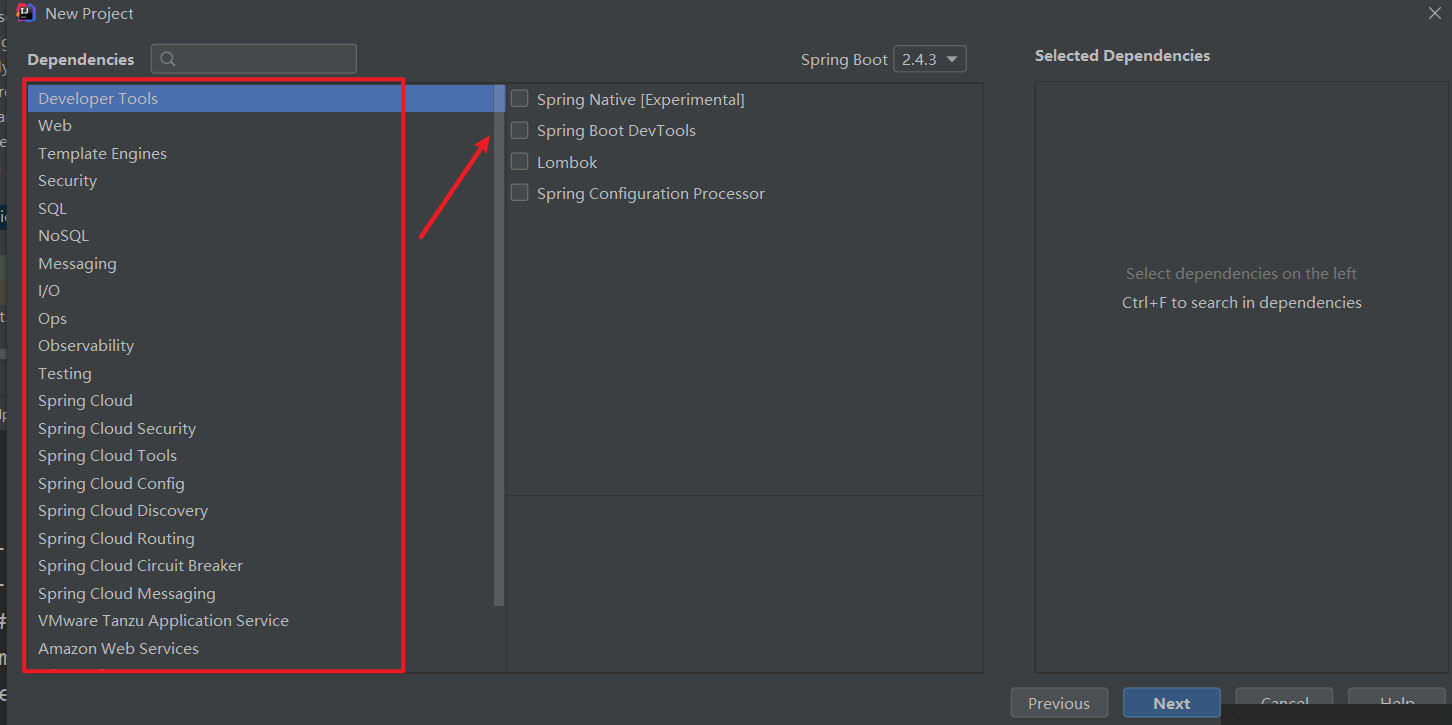 New Project
Dependencies
Spring Boot 2.4.3
Selected Dependencies
Developer Tools
Web
Template Engines
Security
SQL
NoSQL
Messaging
I/O
Ops
Observability
Testing
Spring Cloud
Spring Cloud Security
Spring Cloud Tools
Spring Cloud Config
Spring Cloud Discovery
Spring Cloud Routing
Spring Cloud Circuit Breaker
Spring Cloud Messaging
VMware Tanzu Application Service
Amazon Web Services
Spring Native [Experimental]
Spring Boot DevTools
Lombok
Spring Configuration Processor
Select dependencies on the left
Ctrl+F to search in dependencies
Previous
Next
Cancel
Help